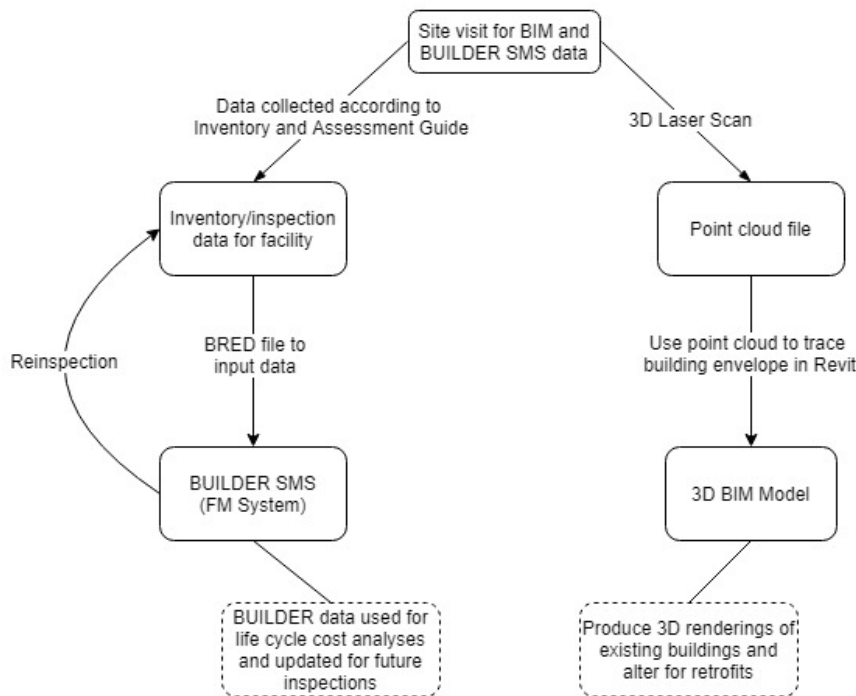 Site visit for BIM and
BUILDER SMS data
Data collected according to
Inventory and Assessment Guide
3D Laser Scan
Inventory/inspection
data for facility
Point cloud file
Reinspection
BRED file to
input data
Use point cloud to trace
building envelope in Revit
BUILDER SMS
(FM System)
3D BIM Model
BUILDER data used for
life cycle cost analyses
and updated for future
inspections
Produce 3D renderings of
existing buildings and
alter for retrofits